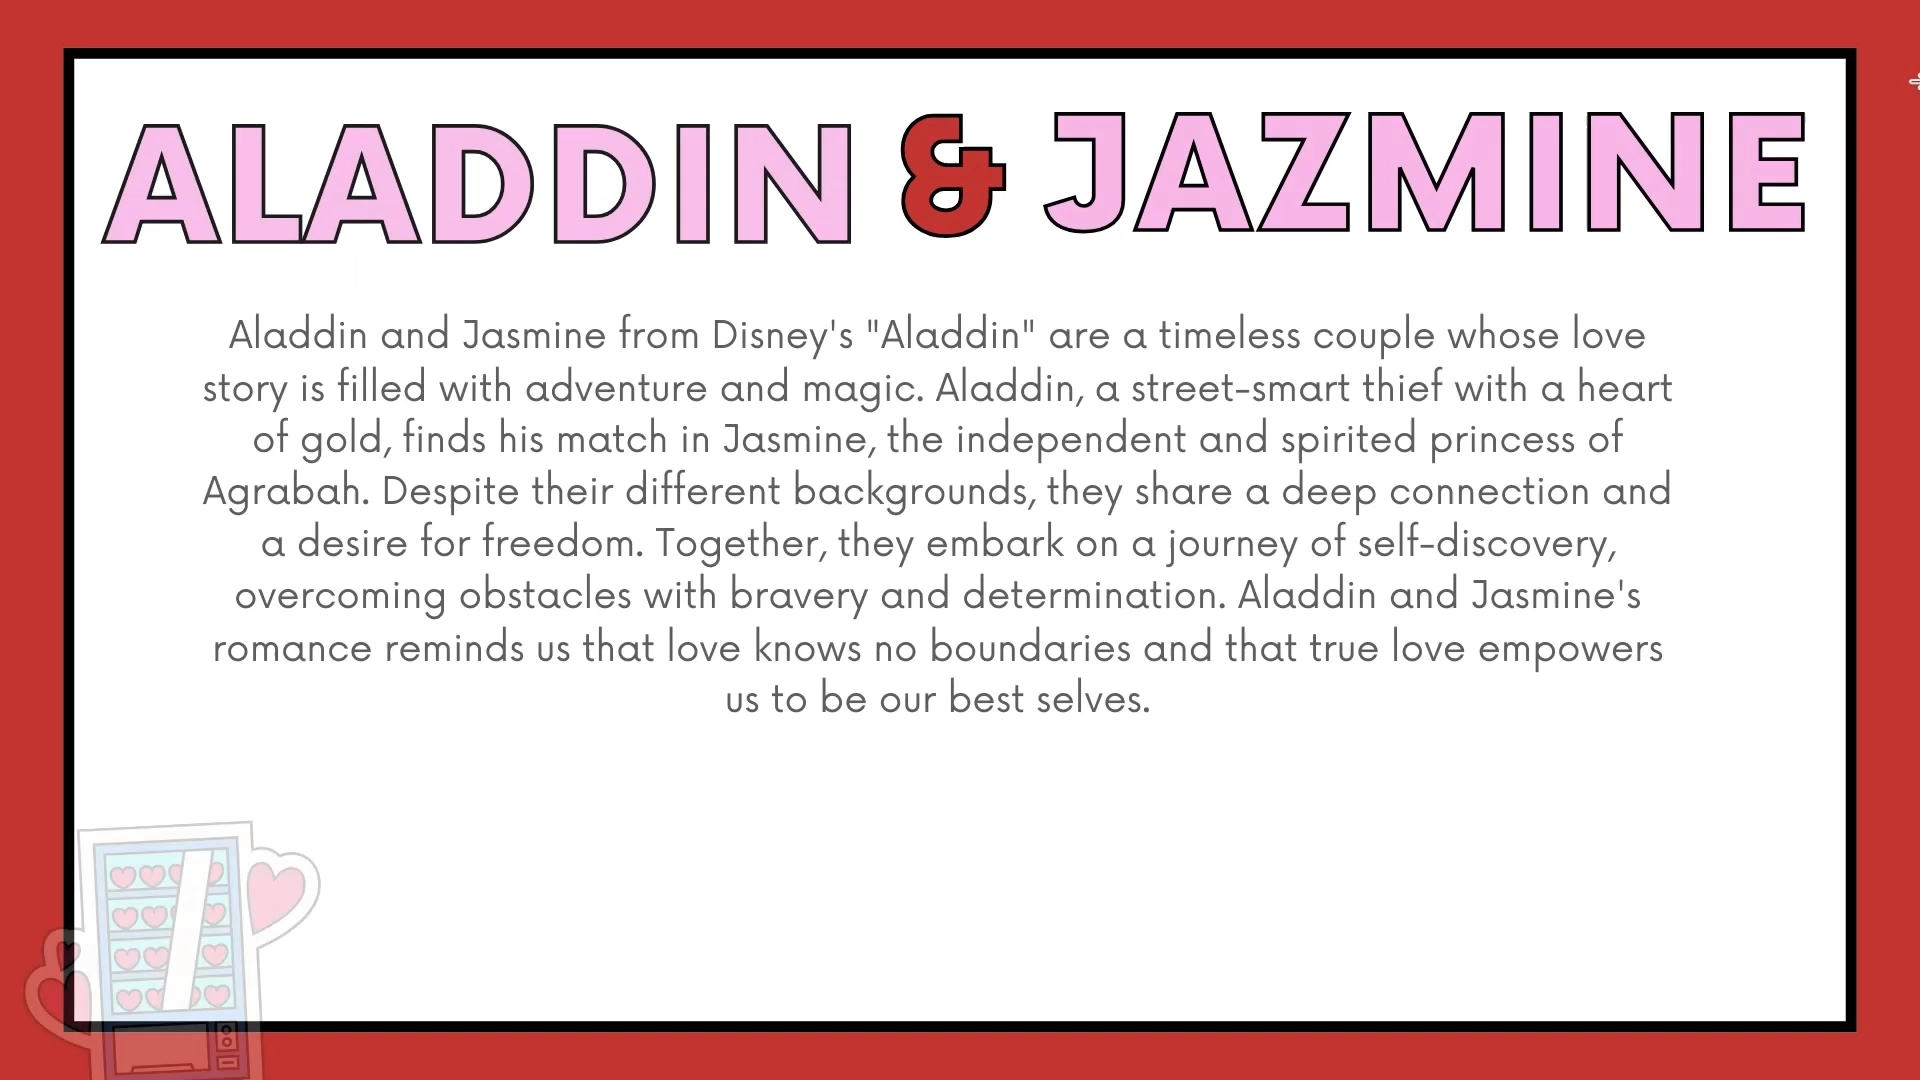 ALADDIN & JAZMINE
Aladdin and Jasmine from Disney's "Aladdin" are a timeless couple whose love
story is filled with adventure and magic. Aladdin, a street-smart thief with a heart
of gold, finds his match in Jasmine, the independent and spirited princess of
Agrabah. Despite their different backgrounds, they share a deep connection and
a desire for freedom. Together, they embark on a journey of self-discovery,
overcoming obstacles with bravery and determination. Aladdin and Jasmine's
romance reminds us that love knows no boundaries and that true love empowers
us to be our best selves.